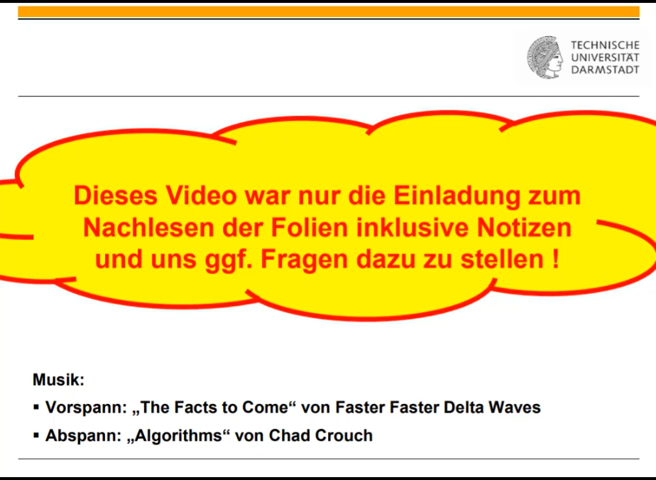 TECHNISCHE
UNIVERSITÄT
DARMSTADT
Dieses Video war nur die Einladung zum
Nachlesen der Folien inklusive Notizen
und uns ggf. Fragen dazu zu stellen !
Musik:
▪ Vorspann: „The Facts to Come“ von Faster Faster Delta Waves
▪ Abspann: „Algorithms“ von Chad Crouch